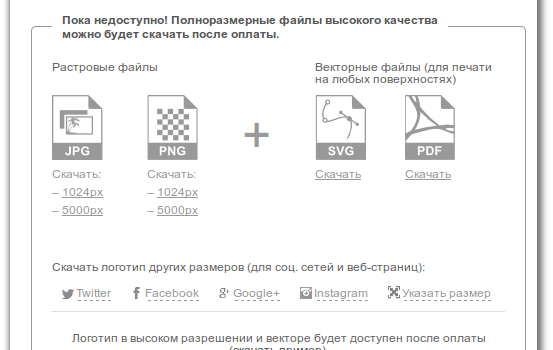 Пока недоступно! Полноразмерные файлы высокого качества
можно будет скачать после оплаты.
Растровые файлы
Векторные файлы (для печати
на любых поверхностях)
JPG
PNG
+
SVG
PDF
Скачать:
– 1024px
– 5000px
Скачать:
– 1024px
– 5000px
Скачать
Скачать
Скачать логотип других размеров (для соц. сетей и веб-страниц):
Twitter
Facebook
Google+
Instagram
Указать размер
Логотип в высоком разрешении и векторе будет доступен после оплаты
(скачать пример)